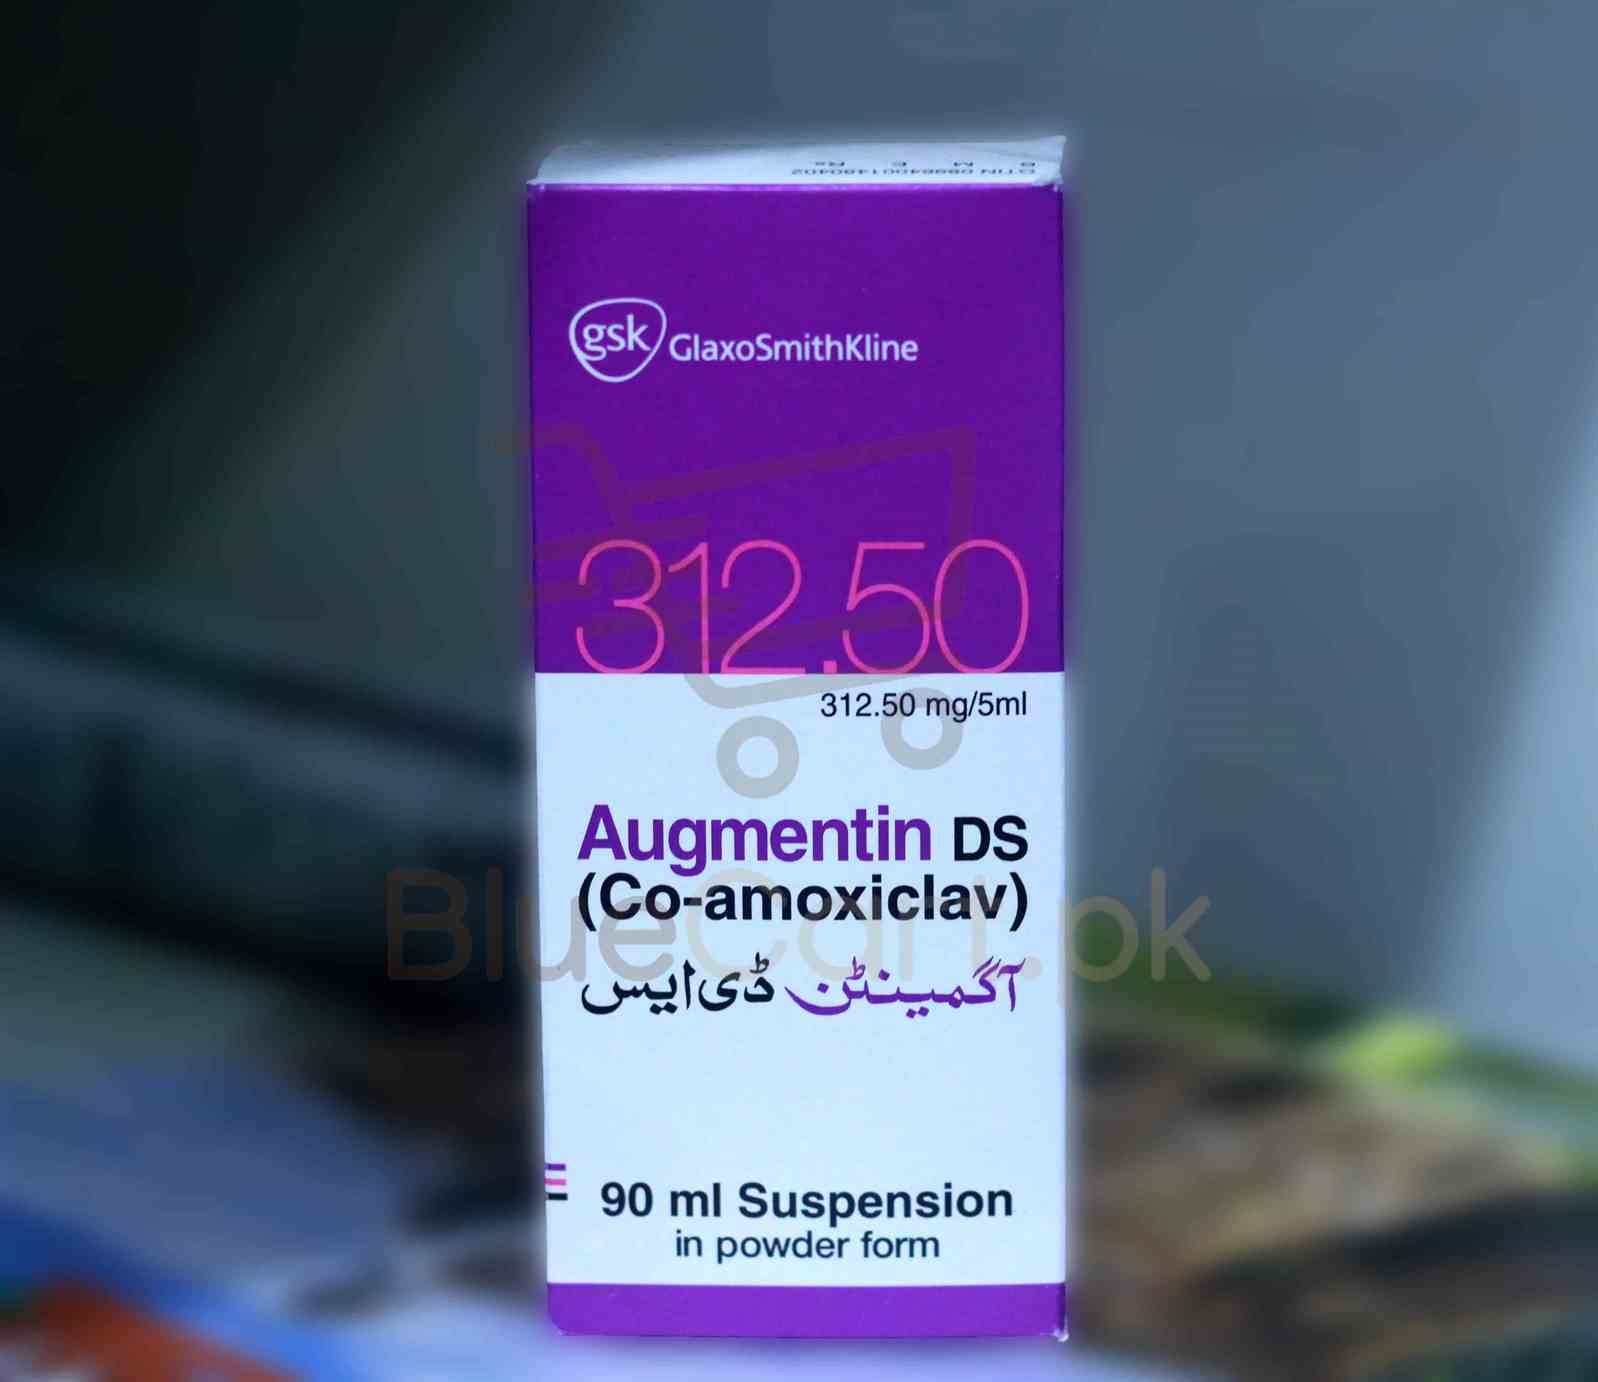 B M E Rs
gsk GlaxoSmithKline
312.50
312.50 mg/5ml
Augmentin DS
(Co-amoxiclav)
آگمینٹن ڈی ایس
BlueCart.pk
90 ml Suspension
in powder form